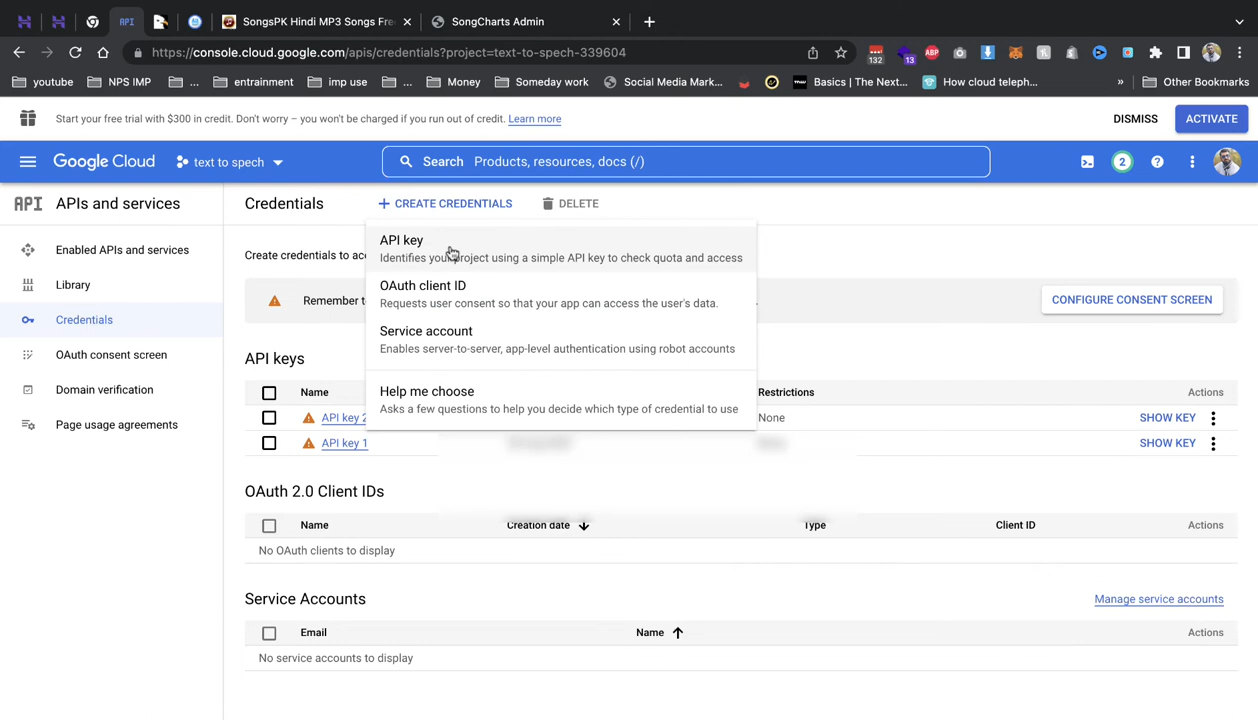 SongsPK Hindi MP3 Songs Fre
SongCharts Admin
https://console.cloud.google.com/apis/credentials?project=text-to-spech-339604
132
13
ABP
youtube
NPS IMP
...
entrainment
imp use
...
Money
Someday work
Social Media Mark...
Basics | The Next...
How cloud teleph...
»
Other Bookmarks
Start your free trial with $300 in credit. Don't worry – you won't be charged if you run out of credit. Learn more
DISMISS
ACTIVATE
Google Cloud
text to spech
Search Products, resources, docs (/)
2
API APIs and services
Credentials
+ CREATE CREDENTIALS
DELETE
Enabled APIs and services
Library
Credentials
OAuth consent screen
Domain verification
Page usage agreements
Create credentials to acc
API key
Identifies your project using a simple API key to check quota and access
OAuth client ID
Requests user consent so that your app can access the user's data.
Service account
Enables server-to-server, app-level authentication using robot accounts
Help me choose
Asks a few questions to help you decide which type of credential to use
Remember t
CONFIGURE CONSENT SCREEN
API keys
Name
Restrictions
Actions
API key 2
None
SHOW KEY
API key 1
SHOW KEY
OAuth 2.0 Client IDs
Name
Creation date
Type
Client ID
Actions
No OAuth clients to display
Service Accounts
Manage service accounts
Email
Name
Actions
No service accounts to display